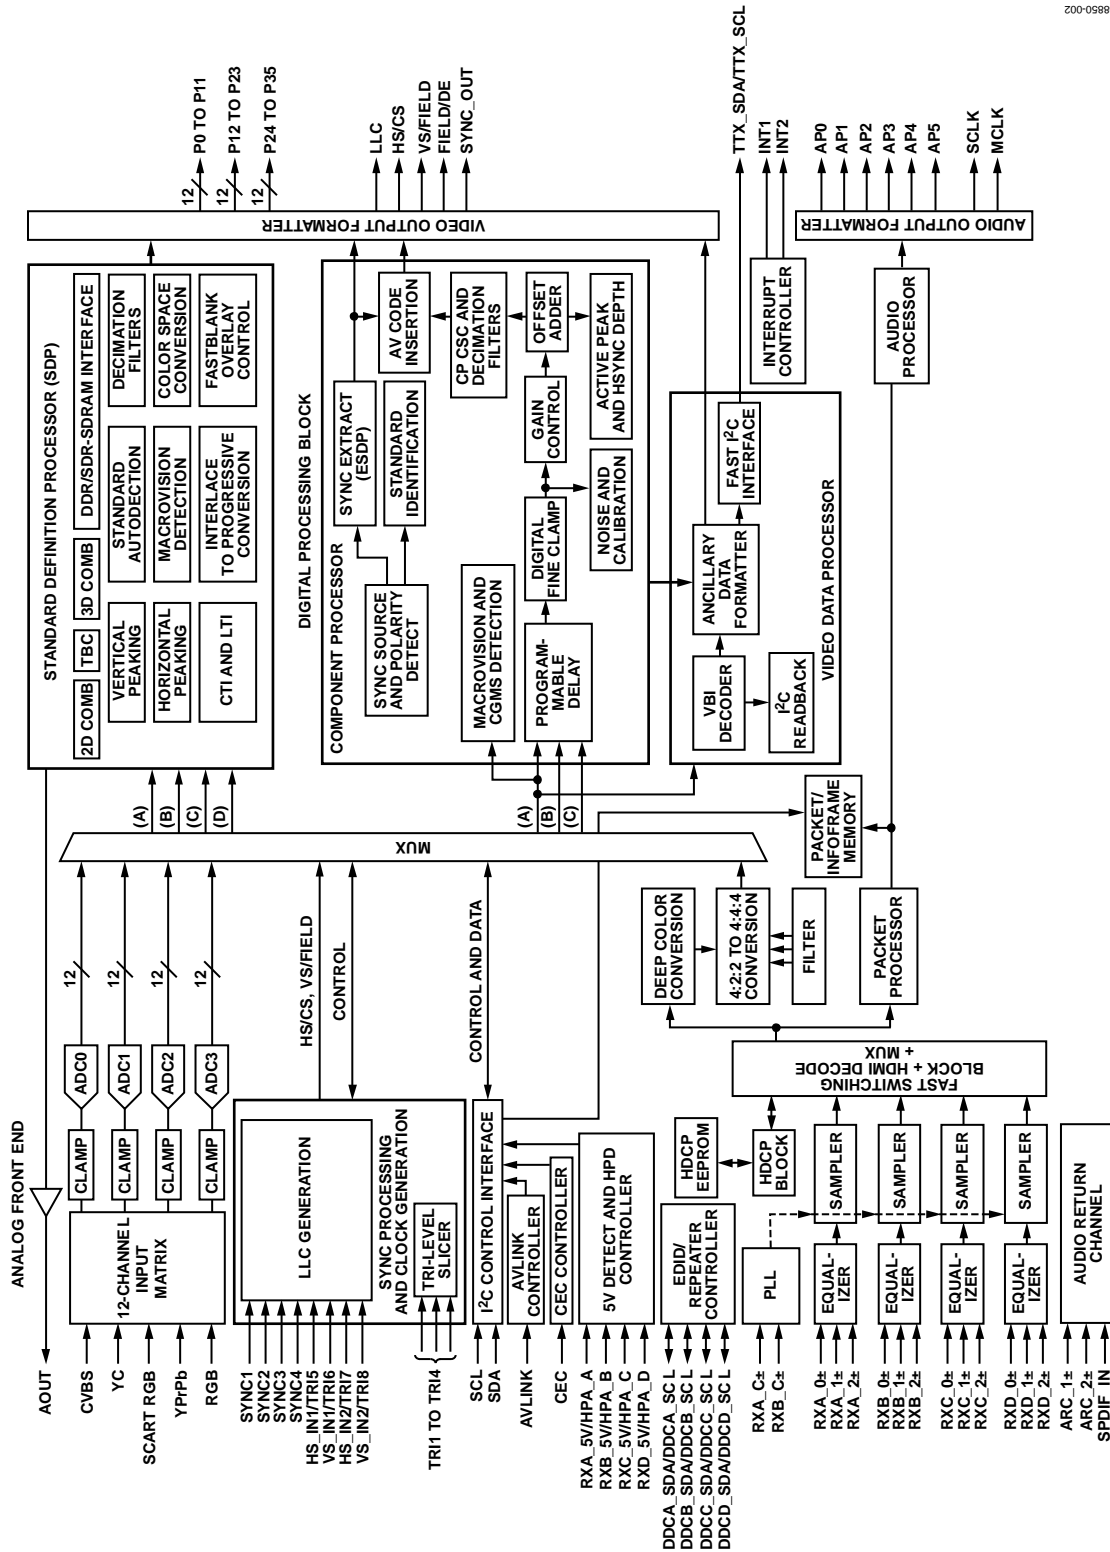 ANALOG FRONT END
AOUT
CVBS
YC
SCART RGB
YPrPb
RGB
12-CHANNEL
INPUT
MATRIX
CLAMP
CLAMP
CLAMP
CLAMP
ADC0
ADC1
ADC2
ADC3
12
12
12
12
SYNC1
SYNC2
SYNC3
SYNC4
HS_IN1/TRI5
VS_IN1/TRI6
HS_IN2/TRI7
VS_IN2/TRI8
TRI1 TO TRI4
LLC GENERATION
TRI-LEVEL
SLICER
SYNC PROCESSING
AND CLOCK GENERATION
HS/CS, VS/FIELD
CONTROL
SCL
SDA
I2C CONTROL INTERFACE
CONTROL AND DATA
AVLINK
AVLINK
CONTROLLER
CEC
CEC CONTROLLER
RXA_5V/HPA_A
RXB_5V/HPA_B
RXC_5V/HPA_C
RXD_5V/HPA_D
5V DETECT AND HPD
CONTROLLER
DDCA_SDA/DDCA_SC L
DDCB_SDA/DDCB_SC L
DDCC_SDA/DDCC_SC L
DDCD_SDA/DDCD_SC L
EDID/
REPEATER
CONTROLLER
HDCP
EEPROM
HDCP
BLOCK
RXA_C±
RXB_C±
PLL
RXA_0±
RXA_1±
RXA_2±
EQUAL-
IZER
SAMPLER
RXB_0±
RXB_1±
RXB_2±
EQUAL-
IZER
SAMPLER
RXC_0±
RXC_1±
RXC_2±
EQUAL-
IZER
SAMPLER
RXD_0±
RXD_1±
RXD_2±
EQUAL-
IZER
SAMPLER
ARC_1±
ARC_2±
SPDIF_IN
AUDIO RETURN
CHANNEL
FAST SWITCHING
BLOCK + HDMI DECODE
+ MUX
DEEP COLOR
CONVERSION
4:2:2 TO 4:4:4
CONVERSION
FILTER
PACKET
PROCESSOR
PACKET/
INFOFRAME
MEMORY
MUX
(A)
(B)
(C)
(D)
(A)
(B)
(C)
STANDARD DEFINITION PROCESSOR (SDP)
2D COMB
TBC
3D COMB
DDR/SDR-SDRAM INTERFACE
VERTICAL
PEAKING
STANDARD
AUTODECTION
DECIMATION
FILTERS
HORIZONTAL
PEAKING
MACROVISION
DETECTION
COLOR SPACE
CONVERSION
CTI AND LTI
INTERLACE
TO PROGRESSIVE
CONVERSION
FASTBLANK
OVERLAY
CONTROL
DIGITAL PROCESSING BLOCK
COMPONENT PROCESSOR
SYNC SOURCE
AND POLARITY
DETECT
SYNC EXTRACT
(ESDP)
STANDARD
IDENTIFICATION
AV CODE
INSERTION
MACROVISION AND
CGMS DETECTION
CP CSC AND
DECIMATION
FILTERS
PROGRAM-
MABLE
DELAY
DIGITAL
FINE CLAMP
GAIN
CONTROL
OFFSET
ADDER
NOISE AND
CALIBRATION
ACTIVE PEAK
AND HSYNC DEPTH
VBI
DECODER
ANCILLARY
DATA
FORMATTER
FAST I2C
INTERFACE
I2C
READBACK
VIDEO DATA PROCESSOR
INTERRUPT
CONTROLLER
AUDIO
PROCESSOR
VIDEO OUTPUT FORMATTER
AUDIO OUTPUT FORMATTER
12
12
12
P0 TO P11
P12 TO P23
P24 TO P35
LLC
HS/CS
VS/FIELD
FIELD/DE
SYNC_OUT
TTX_SDA/TTX_SCL
INT1
INT2
AP0
AP1
AP2
AP3
AP4
AP5
SCLK
MCLK
8850-002